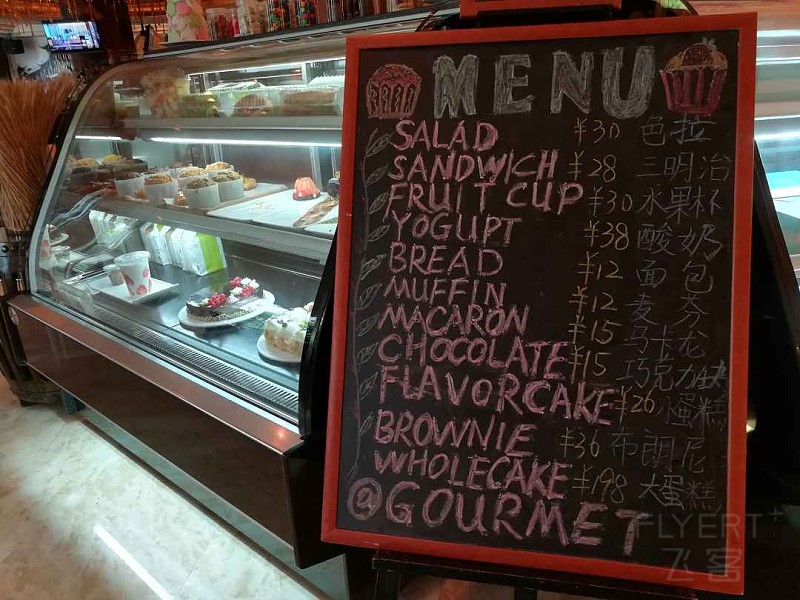 MENU
SALAD ¥30 色拉
SANDWICH ¥28 三明治
FRUIT CUP ¥30 水果杯
YOGUPT ¥38 酸奶
BREAD ¥12 面包
MUFFIN ¥12 麦芬
MACARON ¥15 马卡龙
CHOCOLATE ¥15 巧克力
FLAVORCAKE ¥26 蛋糕
BROWNIE ¥36 布朗尼
WHOLECAKE ¥198 大蛋糕
@GOURMET
FLYERT+
飞客